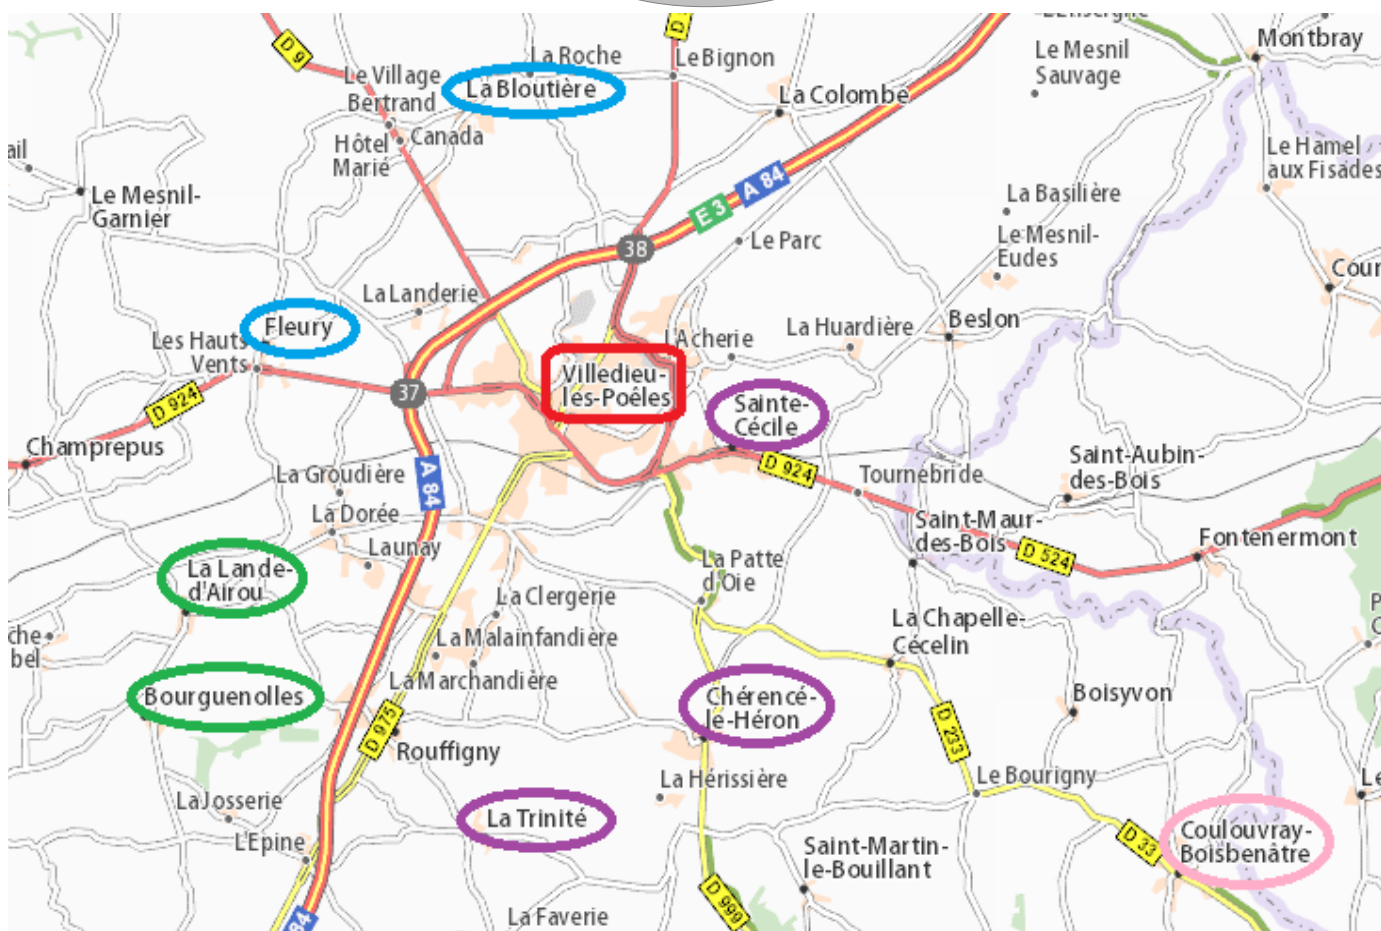 D 9
La Roche
Le Bignon
Le Mesnil
Sauvage
Montbray
Le Village
Bertrand
La Bloutière
La Colombe
Hôtel
Marié
Canada
Le Hamel
aux Fisades
Le Mesnil-
Garnier
A 84
E 3
La Basilière
Le Parc
38
Le Mesnil-
Eudes
La Landerie
Fleury
Les Hauts
Vents
L'Acherie
La Huardière
Beslon
Villedieu-
lès-Poêles
37
D 924
Sainte-
Cécile
Champrepus
D 924
A 84
La Groudière
Tournebride
Saint-Aubin-
des-Bois
La Dorée
Launay
Saint-Maur-
des-Bois
D 524
Fontenermont
La Lande-
d'Airou
La Patte
d'Oie
La Clergerie
La Chapelle-
Cécelin
La Malainfandière
La Marchandière
Bourguenolles
Chérencé-
le-Héron
Boisyvon
D 975
Rouffigny
D 233
La Hérissière
Le Bourigny
La Josserie
La Trinité
L'Epine
D 33
Coulouvray-
Boisbenâtre
Saint-Martin-
le-Bouillant
D 999
La Faverie
84